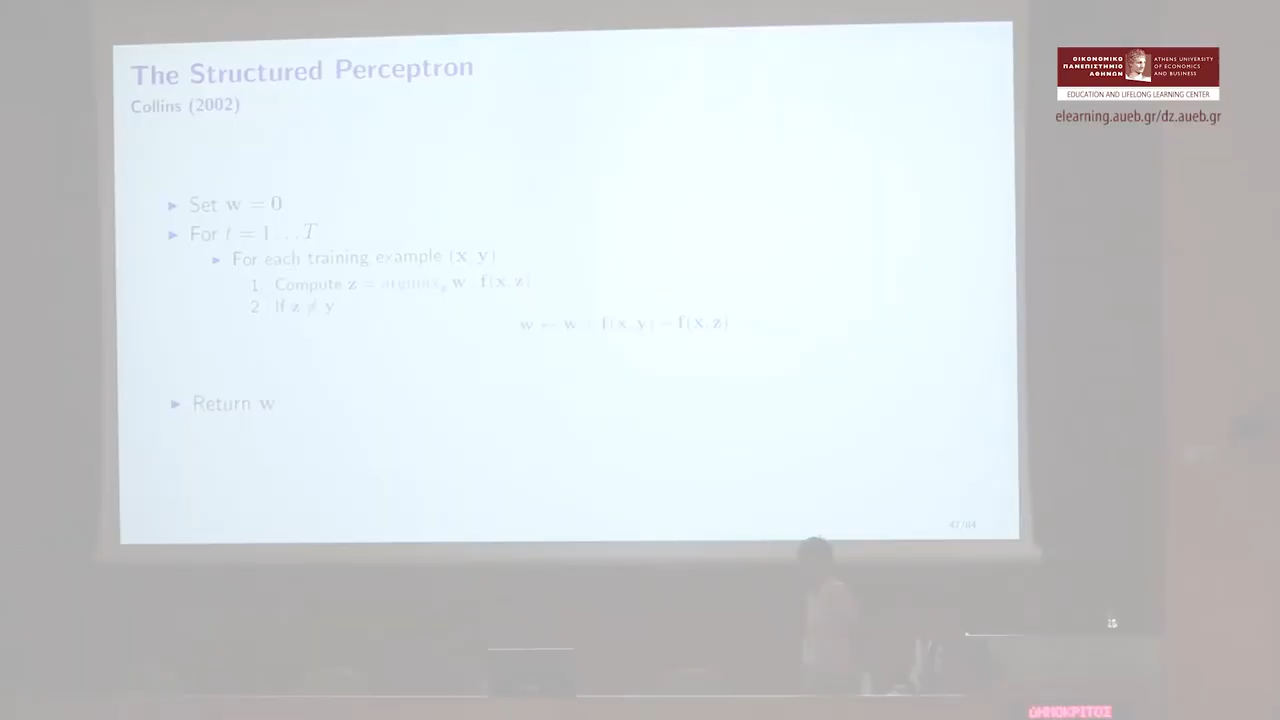 The Structured Perceptron
Collins (2002)
▶ Set w = 0
▶ For t = 1 … T
▶ For each training example (x, y)
1. Compute z = argmax_z w · f(x, z)
2. If z ≠ y
w ← w + f(x, y) − f(x, z)
▶ Return w
47/64
ΟΙΚΟΝΟΜΙΚΟ
ΠΑΝΕΠΙΣΤΗΜΙΟ
ΑΘΗΝΩΝ
ATHENS UNIVERSITY
OF ECONOMICS
AND BUSINESS
EDUCATION AND LIFELONG LEARNING CENTER
elearning.aueb.gr/dz.aueb.gr
ΔΗΜΟΚΡΙΤΟΣ